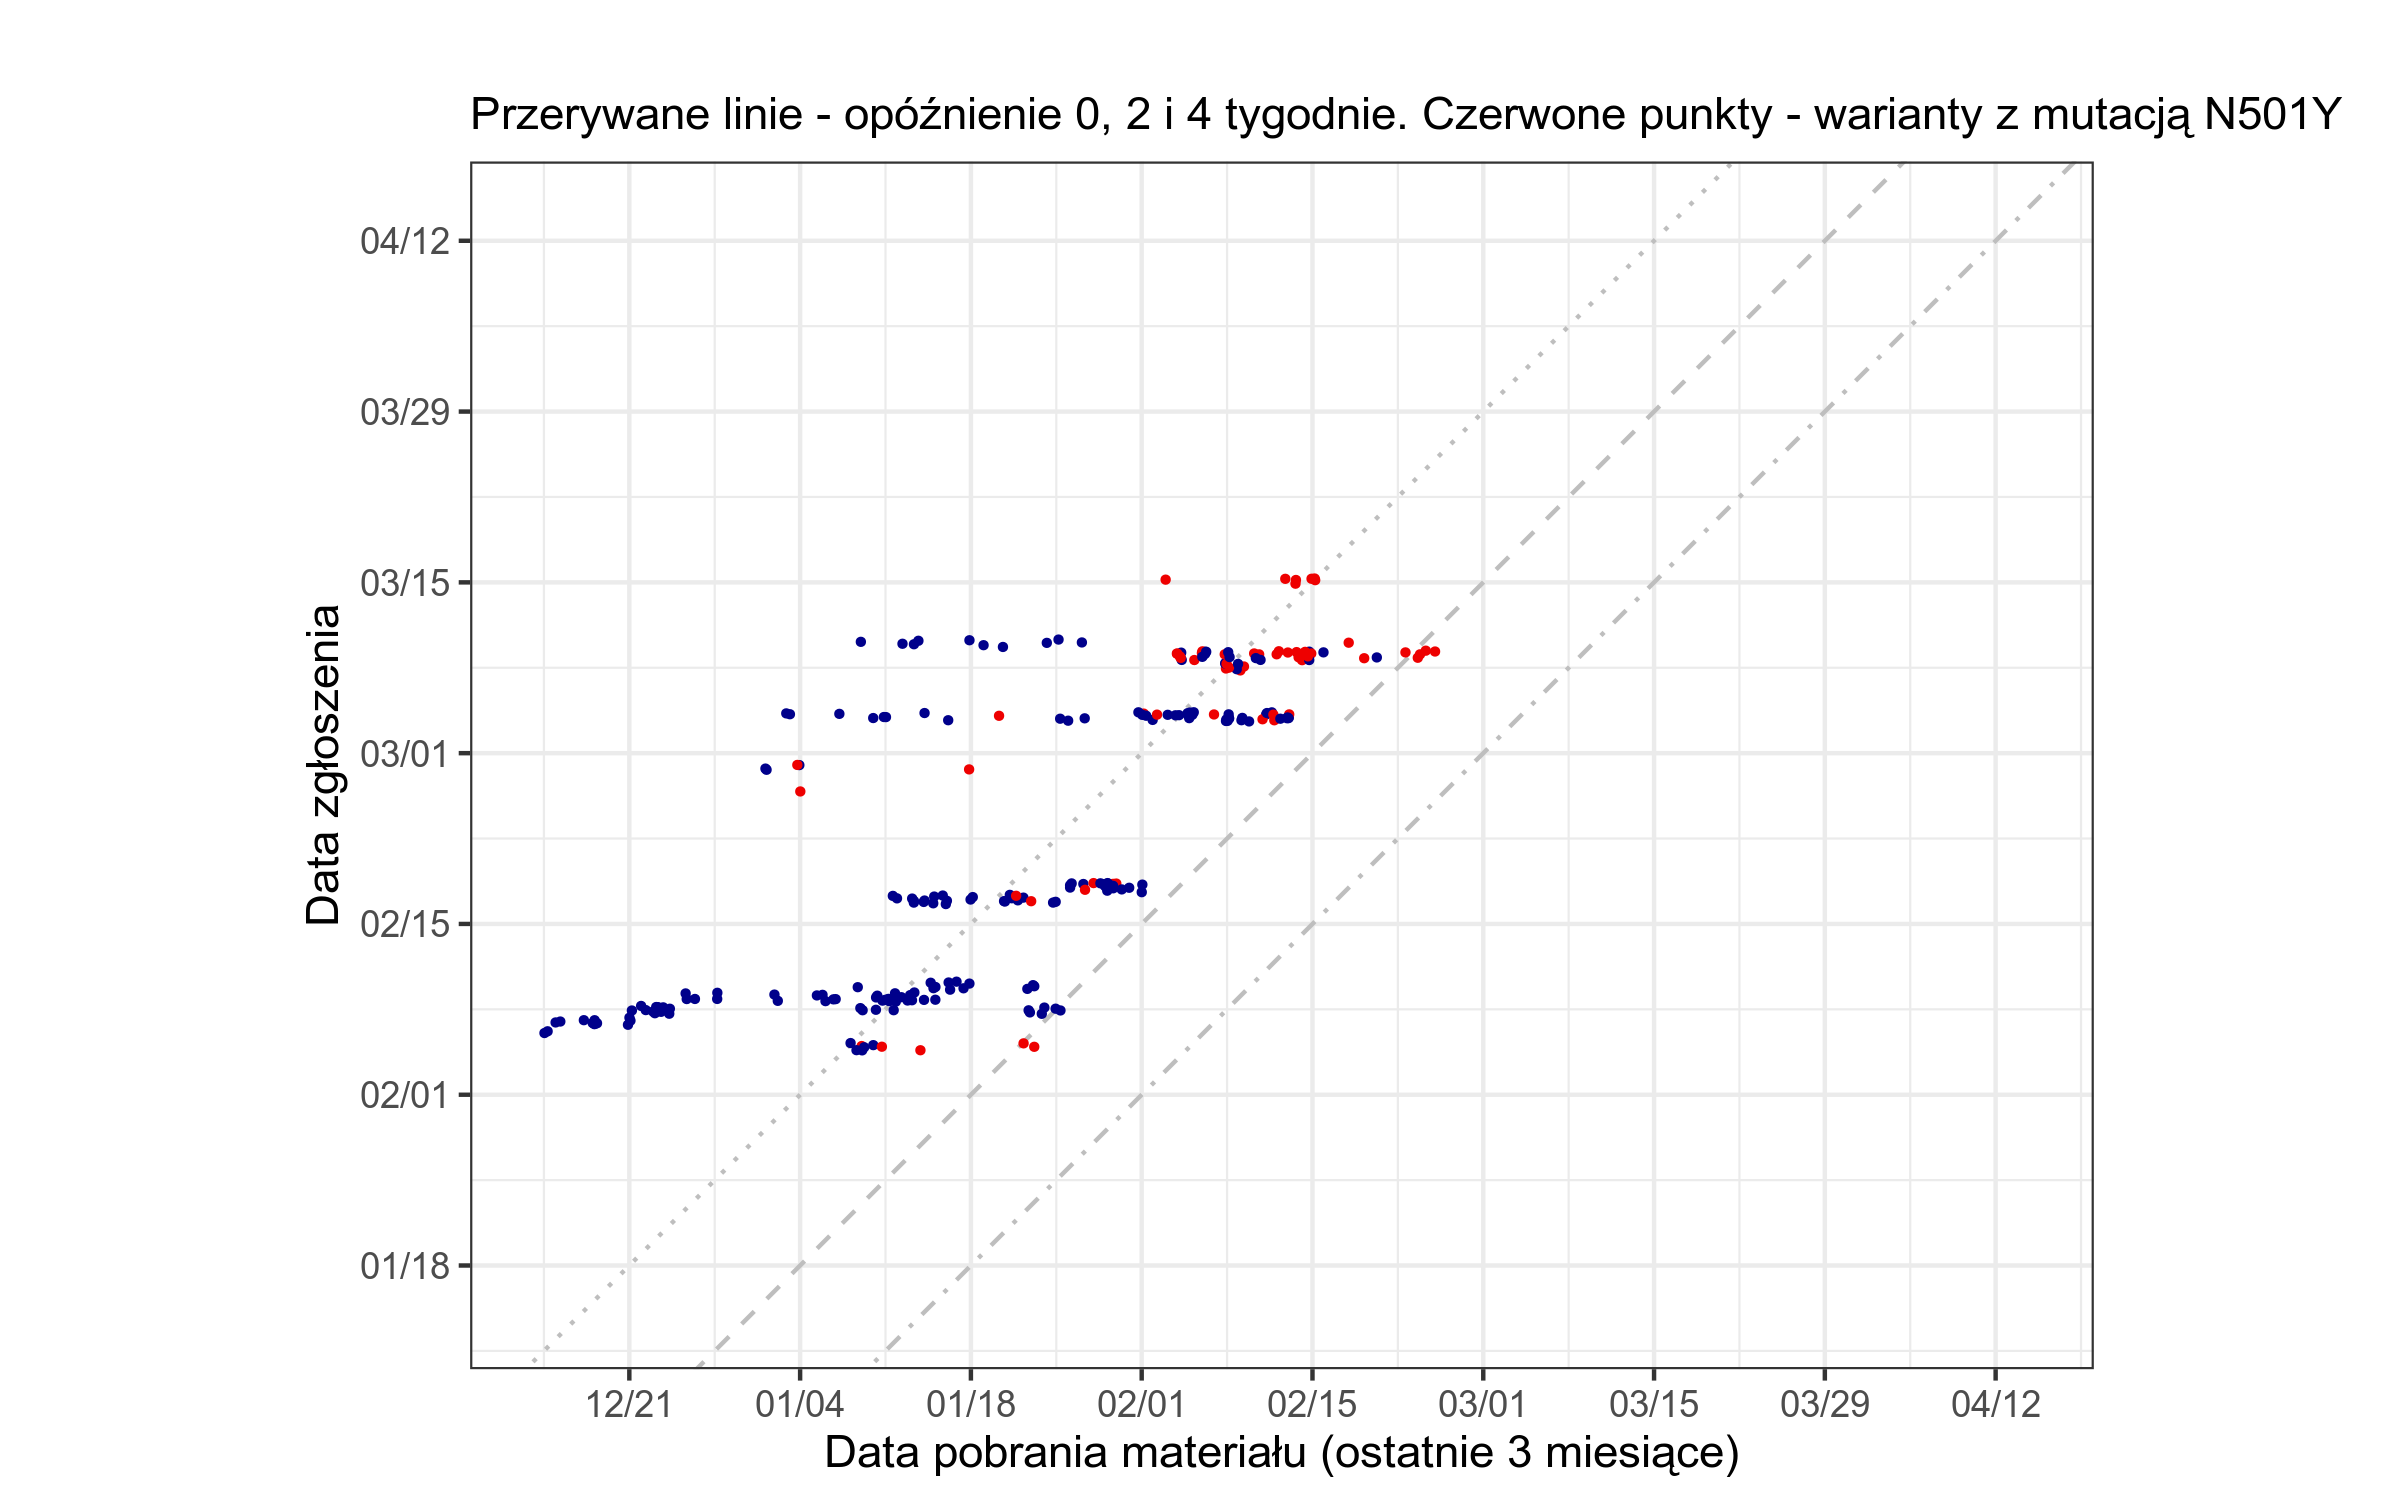 Przerywane linie - opóźnienie 0, 2 i 4 tygodnie. Czerwone punkty - warianty z mutacją N501Y
Data zgłoszenia
04/12
03/29
03/15
03/01
02/15
02/01
01/18
12/21 01/04 01/18 02/01 02/15 03/01 03/15 03/29 04/12
Data pobrania materiału (ostatnie 3 miesiące)